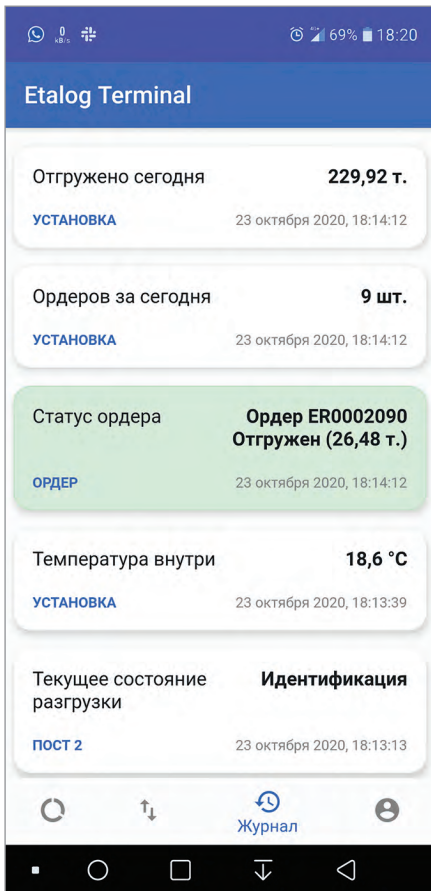 0
kB/s
69%
18:20
Etalog Terminal
Отгружено сегодня
229,92 т.
УСТАНОВКА
23 октября 2020, 18:14:12
Ордеров за сегодня
9 шт.
УСТАНОВКА
23 октября 2020, 18:14:12
Статус ордера
Ордер ER0002090
Отгружен (26,48 т.)
ОРДЕР
23 октября 2020, 18:14:12
Температура внутри
18,6 °C
УСТАНОВКА
23 октября 2020, 18:13:39
Текущее состояние
разгрузки
Идентификация
ПОСТ 2
23 октября 2020, 18:13:13
Журнал